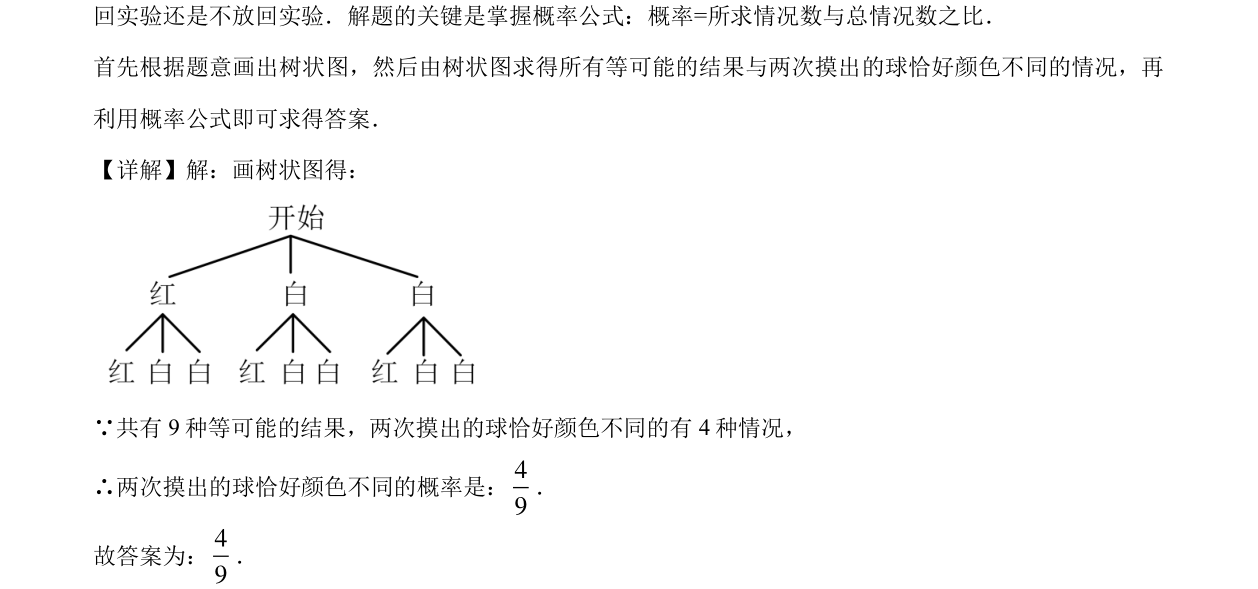 回实验还是不放回实验．解题的关键是掌握概率公式：概率=所求情况数与总情况数之比．
首先根据题意画出树状图，然后由树状图求得所有等可能的结果与两次摸出的球恰好颜色不同的情况，再
利用概率公式即可求得答案．
【详解】解：画树状图得：
开始
红 白 白
红 白 白 红 白 白 红 白 白
∵共有 9 种等可能的结果，两次摸出的球恰好颜色不同的有 4 种情况，
∴两次摸出的球恰好颜色不同的概率是：4/9．
故答案为：4/9．